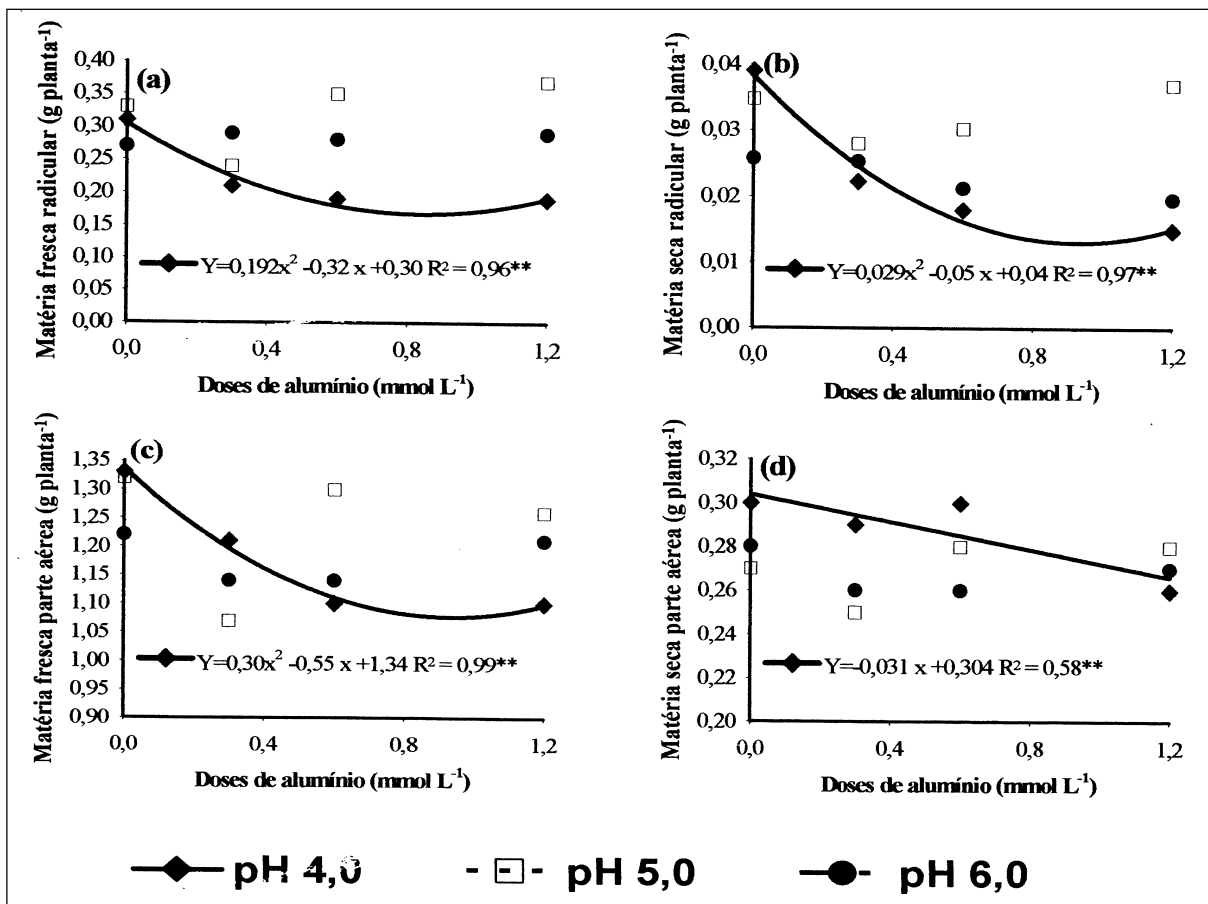 Matéria fresca radicular (g planta⁻¹)
(a)
0,40
0,35
0,30
0,25
0,20
0,15
0,10
0,05
0,00
Y=0,192x² -0,32 x +0,30 R² = 0,96**
0,0 0,4 0,8 1,2
Doses de alumínio (mmol L⁻¹)
Matéria seca radicular (g planta⁻¹)
(b)
0,04
0,03
0,02
0,01
0,00
Y=0,029x² -0,05 x +0,04 R² = 0,97**
0,0 0,4 0,8 1,2
Doses de alumínio (mmol L⁻¹)
Matéria fresca parte aérea (g planta⁻¹)
(c)
1,35
1,30
1,25
1,20
1,15
1,10
1,05
1,00
0,95
0,90
Y=0,30x² -0,55 x +1,34 R² = 0,99**
0,0 0,4 0,8 1,2
Doses de alumínio (mmol L⁻¹)
Matéria seca parte aérea (g planta⁻¹)
(d)
0,32
0,30
0,28
0,26
0,24
0,22
0,20
Y=-0,031 x +0,304 R² = 0,58**
0,0 0,4 0,8 1,2
Doses de alumínio (mmol L⁻¹)
pH 4,0 pH 5,0 pH 6,0